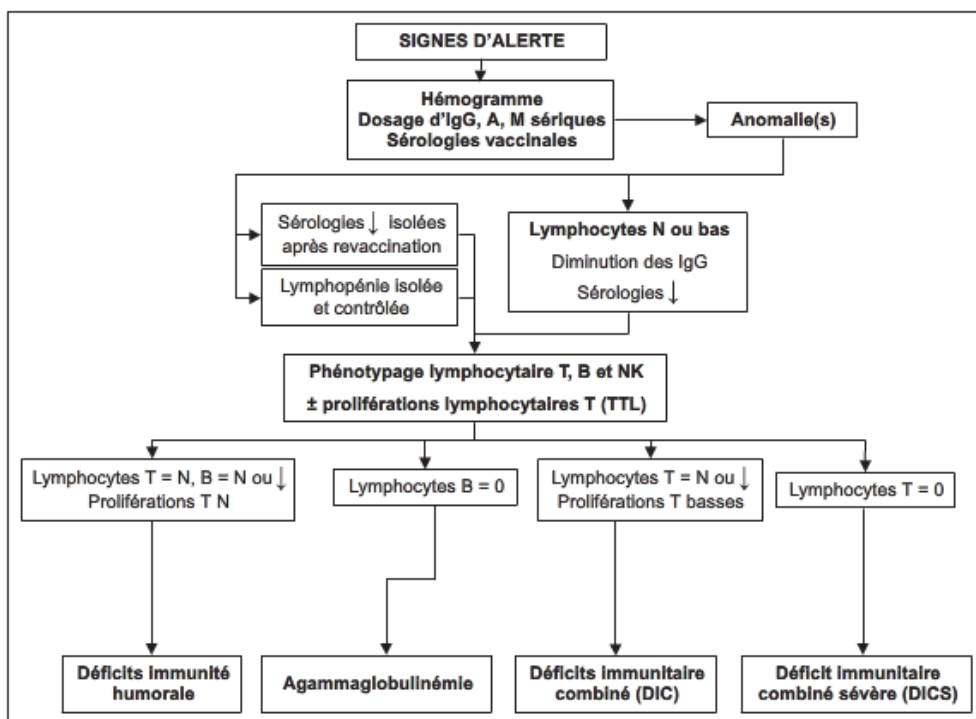 SIGNES D'ALERTE
Hémogramme
Dosage d'IgG, A, M sériques
Sérologies vaccinales
Anomalie(s)
Sérologies ↓ isolées
après revaccination
Lymphopénie isolée
et contrôlée
Lymphocytes N ou bas
Diminution des IgG
Sérologies ↓
Phénotypage lymphocytaire T, B et NK
± proliférations lymphocytaires T (TTL)
Lymphocytes T = N, B = N ou ↓
Proliférations T N
Lymphocytes B = 0
Lymphocytes T = N ou ↓
Proliférations T basses
Lymphocytes T = 0
Déficits immunité
humorale
Agammaglobulinémie
Déficits immunitaire
combiné (DIC)
Déficit immunitaire
combiné sévère (DICS)